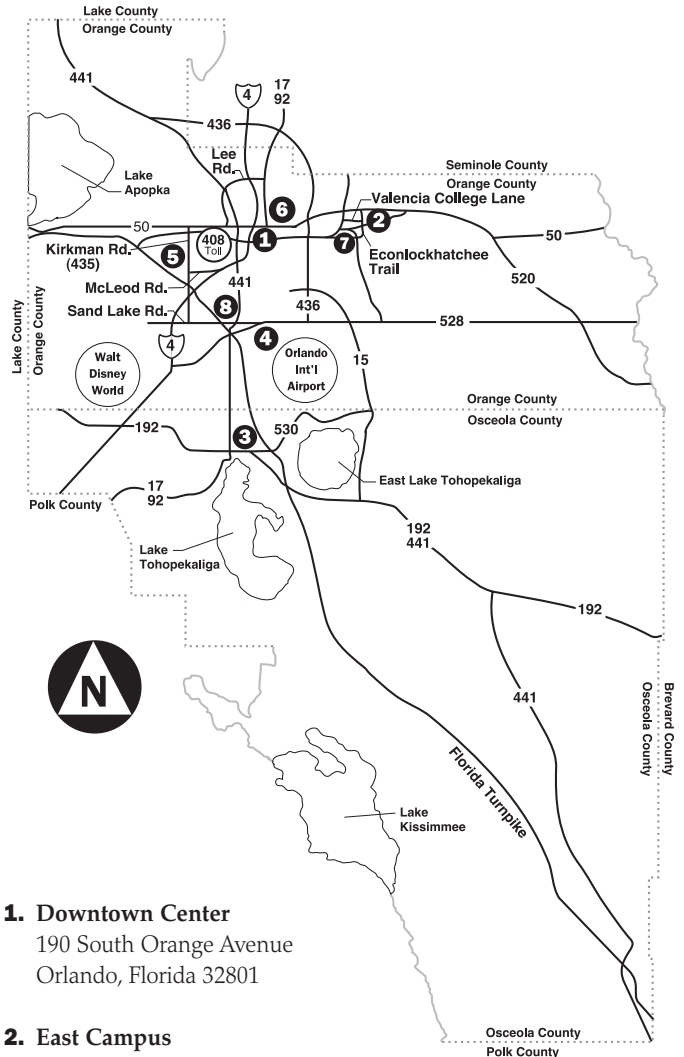 Lake County
Orange County
441
4
17
92
436
Lee
Rd.
Lake
Apopka
Seminole County
Orange County
Valencia College Lane
6
2
50
408
Toll
1
7
50
Kirkman Rd.
(435)
5
Econlockhatchee
Trail
McLeod Rd.
441
520
Sand Lake Rd.
8
436
528
Lake County
Orange County
4
4
15
Walt
Disney
World
Orlando
Int'l
Airport
Orange County
Osceola County
192
3
530
East Lake Tohopekaliga
17
92
Polk County
192
441
Lake
Tohopekaliga
192
N
441
Brevard County
Osceola County
Florida Turnpike
Lake
Kissimmee
1. Downtown Center
190 South Orange Avenue
Orlando, Florida 32801
2. East Campus
Osceola County
Polk County